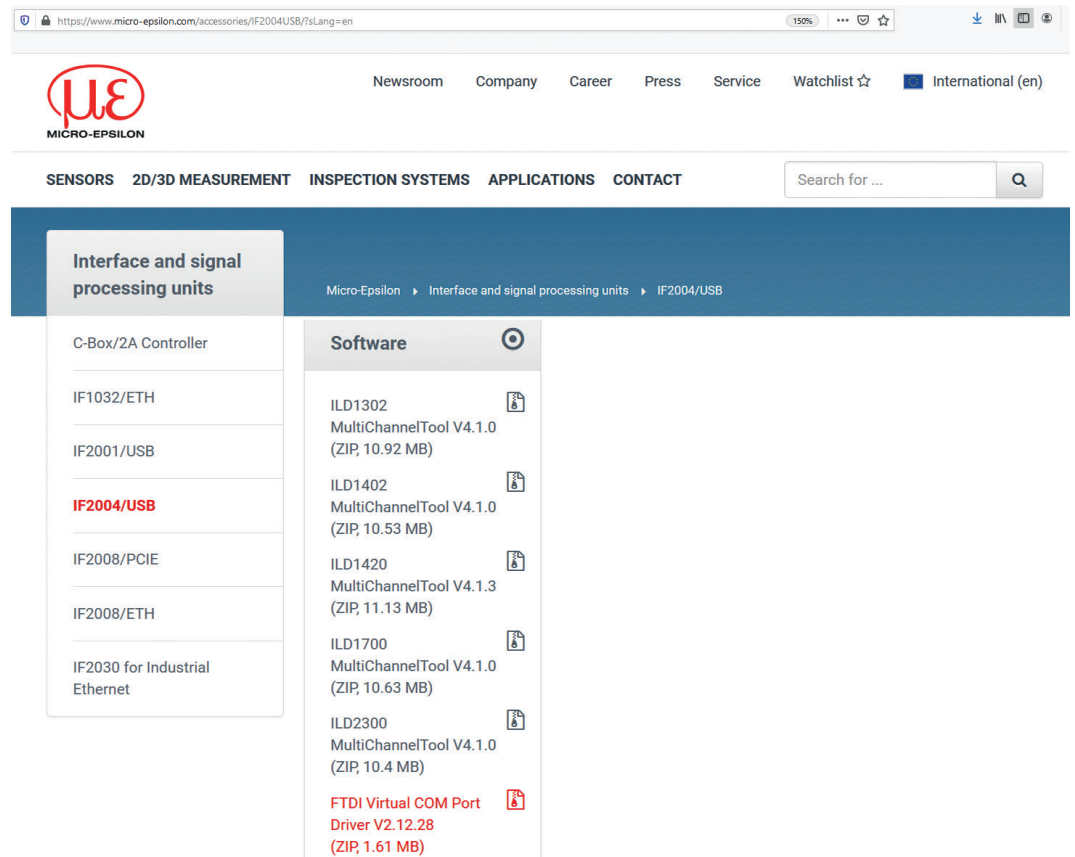 https://www.micro-epsilon.com/accessories/IF2004USB/?sLang=en
150%
με
MICRO-EPSILON
Newsroom Company Career Press Service Watchlist International (en)
SENSORS 2D/3D MEASUREMENT INSPECTION SYSTEMS APPLICATIONS CONTACT
Search for ...
Interface and signal
processing units
Micro-Epsilon Interface and signal processing units IF2004/USB
C-Box/2A Controller
IF1032/ETH
IF2001/USB
IF2004/USB
IF2008/PCIE
IF2008/ETH
IF2030 for Industrial
Ethernet
Software
ILD1302
MultiChannelTool V4.1.0
(ZIP, 10.92 MB)
ILD1402
MultiChannelTool V4.1.0
(ZIP, 10.53 MB)
ILD1420
MultiChannelTool V4.1.3
(ZIP, 11.13 MB)
ILD1700
MultiChannelTool V4.1.0
(ZIP, 10.63 MB)
ILD2300
MultiChannelTool V4.1.0
(ZIP, 10.4 MB)
FTDI Virtual COM Port
Driver V2.12.28
(ZIP, 1.61 MB)